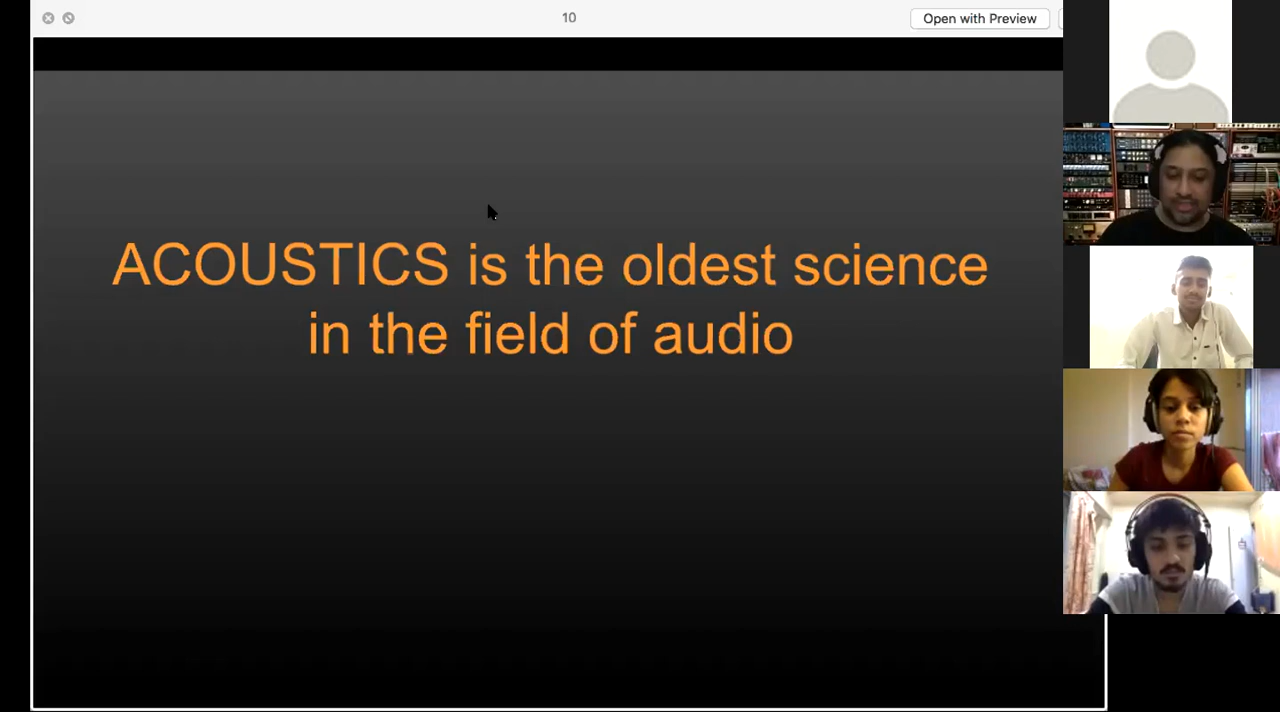 10
Open with Preview
ACOUSTICS is the oldest science
in the field of audio